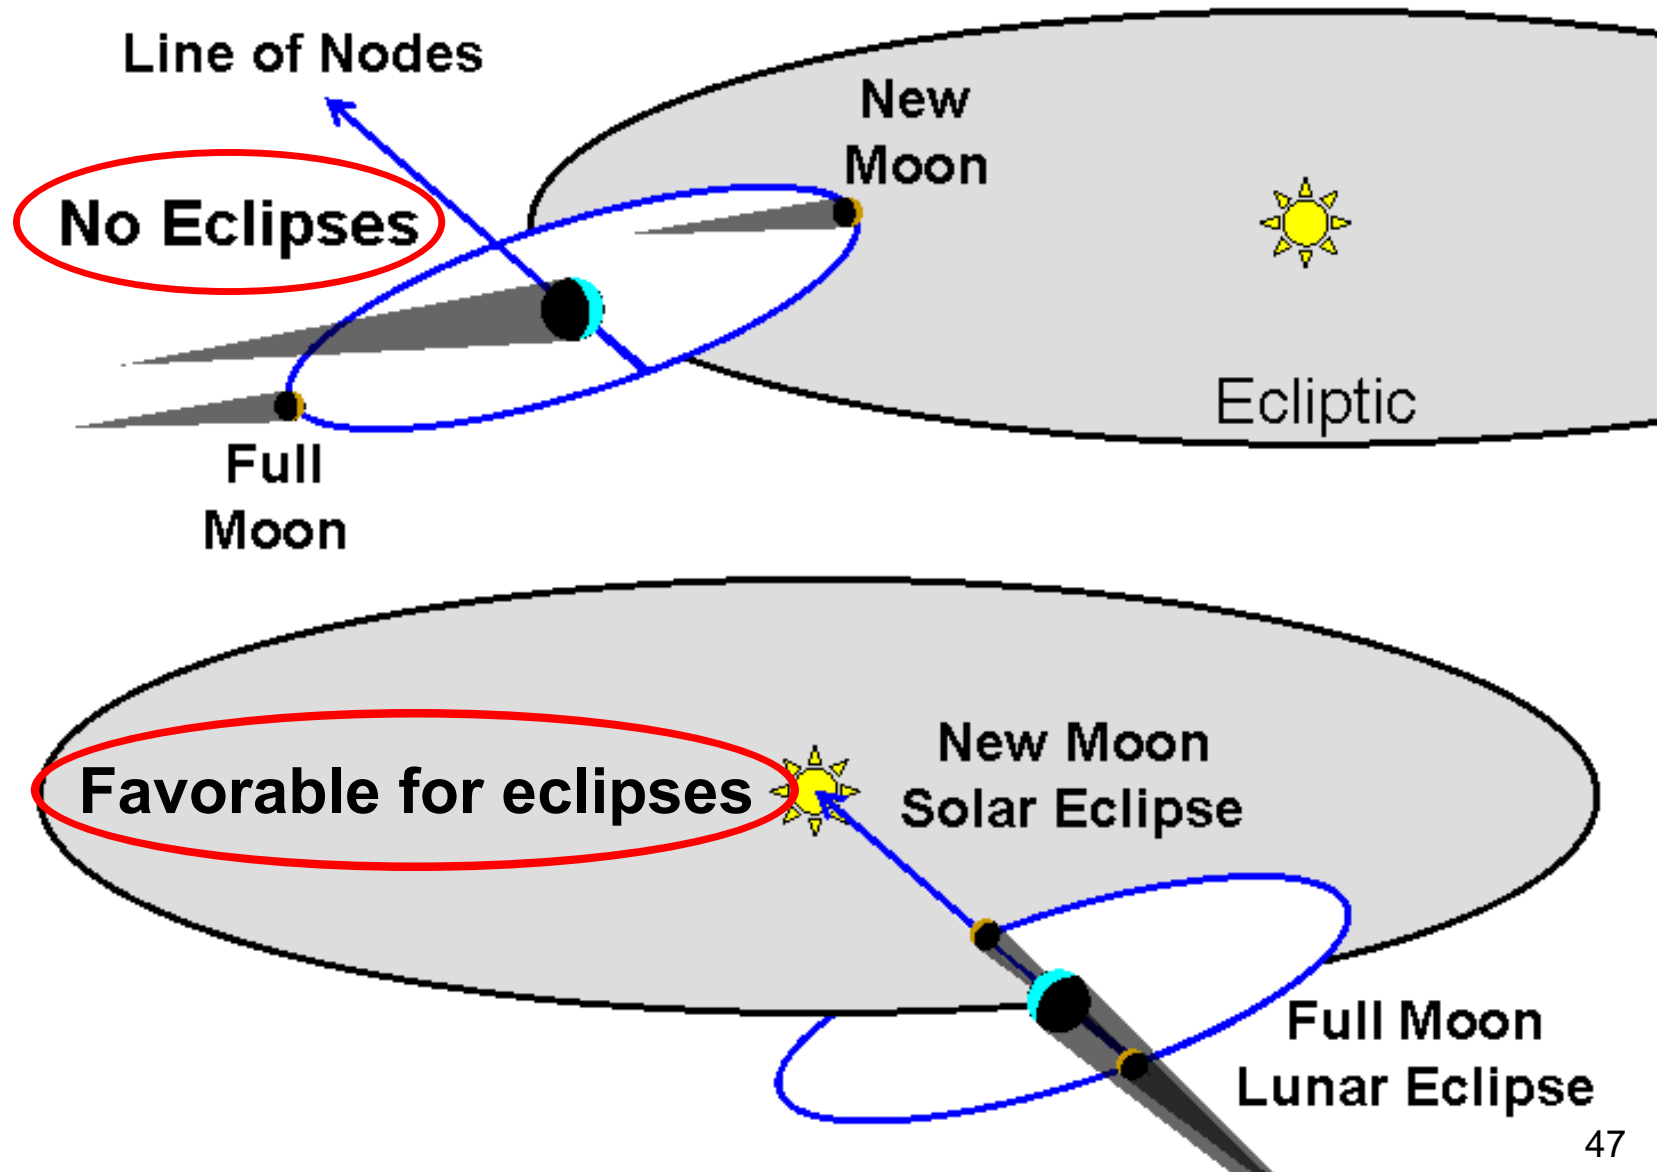 Line of Nodes
New
Moon
No Eclipses
Ecliptic
Full
Moon
New Moon
Solar Eclipse
Favorable for eclipses
Full Moon
Lunar Eclipse
47